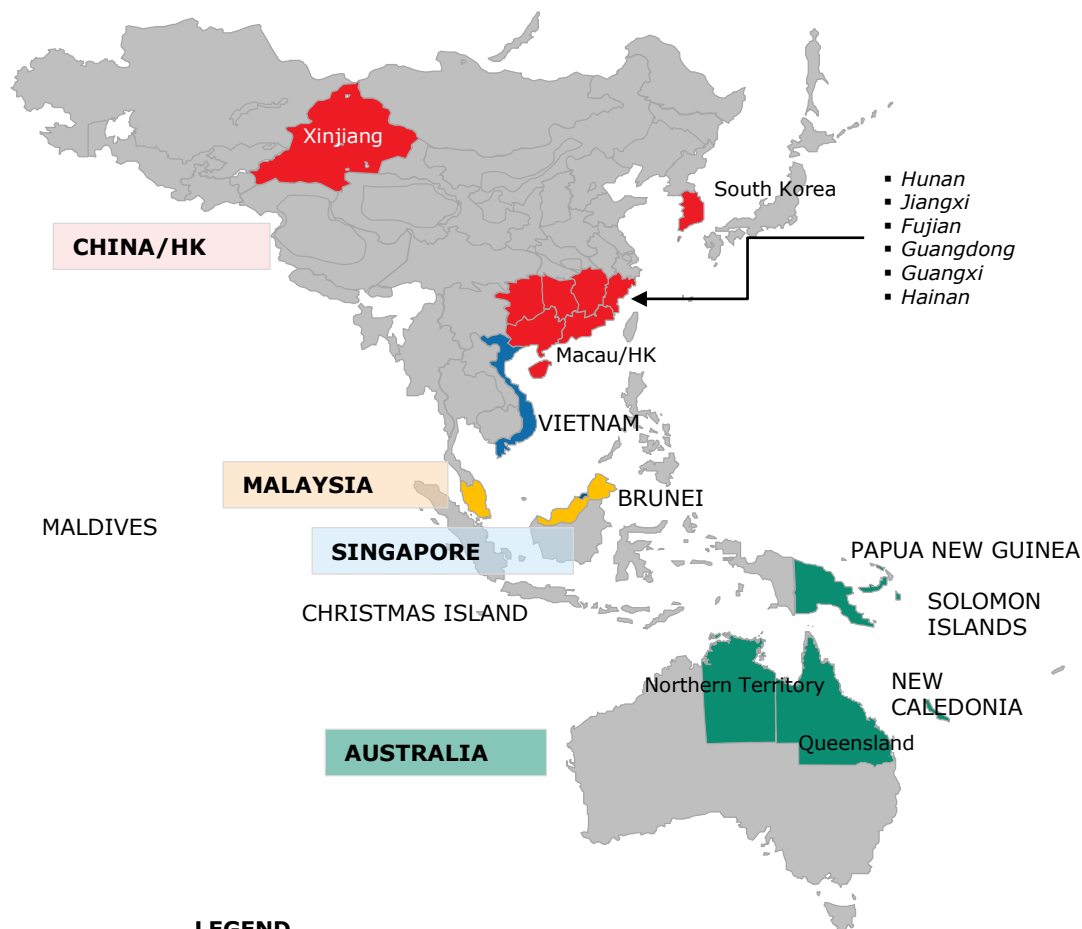 Xinjiang
South Korea
▪ Hunan
▪ Jiangxi
▪ Fujian
▪ Guangdong
▪ Guangxi
▪ Hainan
CHINA/HK
Macau/HK
VIETNAM
MALAYSIA
BRUNEI
MALDIVES
SINGAPORE
PAPUA NEW GUINEA
CHRISTMAS ISLAND
SOLOMON
ISLANDS
Northern Territory
NEW
CALEDONIA
Queensland
AUSTRALIA
LEGEND